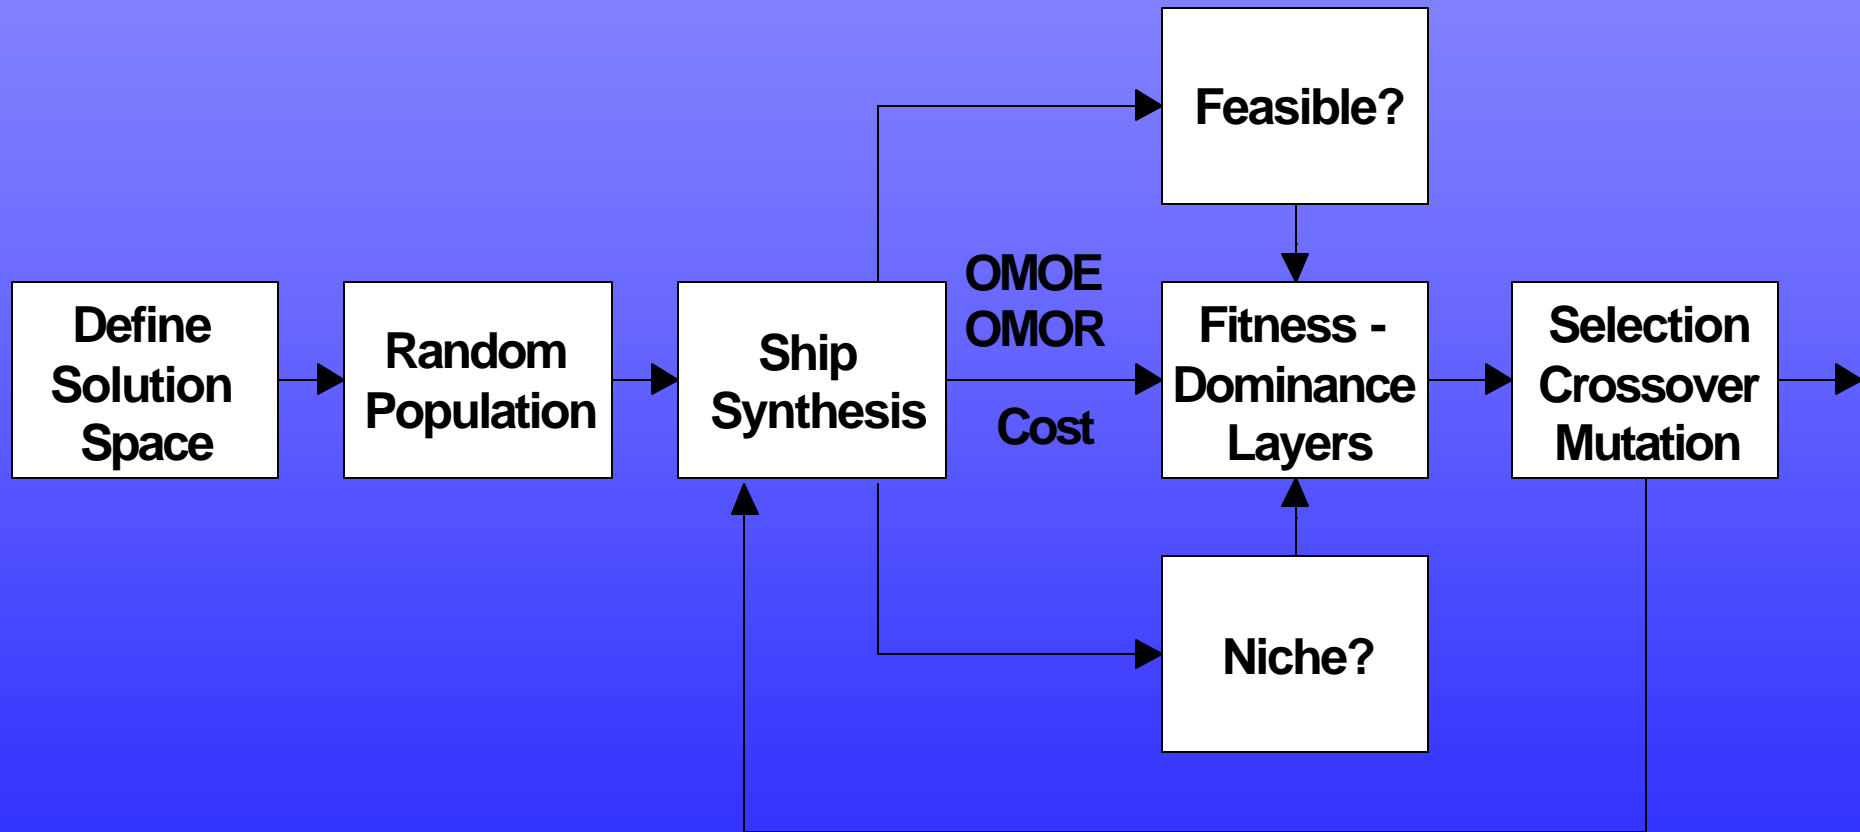 Feasible?
Define
Solution
Space
Random
Population
Ship
Synthesis
OMOE
OMOR
Cost
Fitness -
Dominance
Layers
Selection
Crossover
Mutation
Niche?